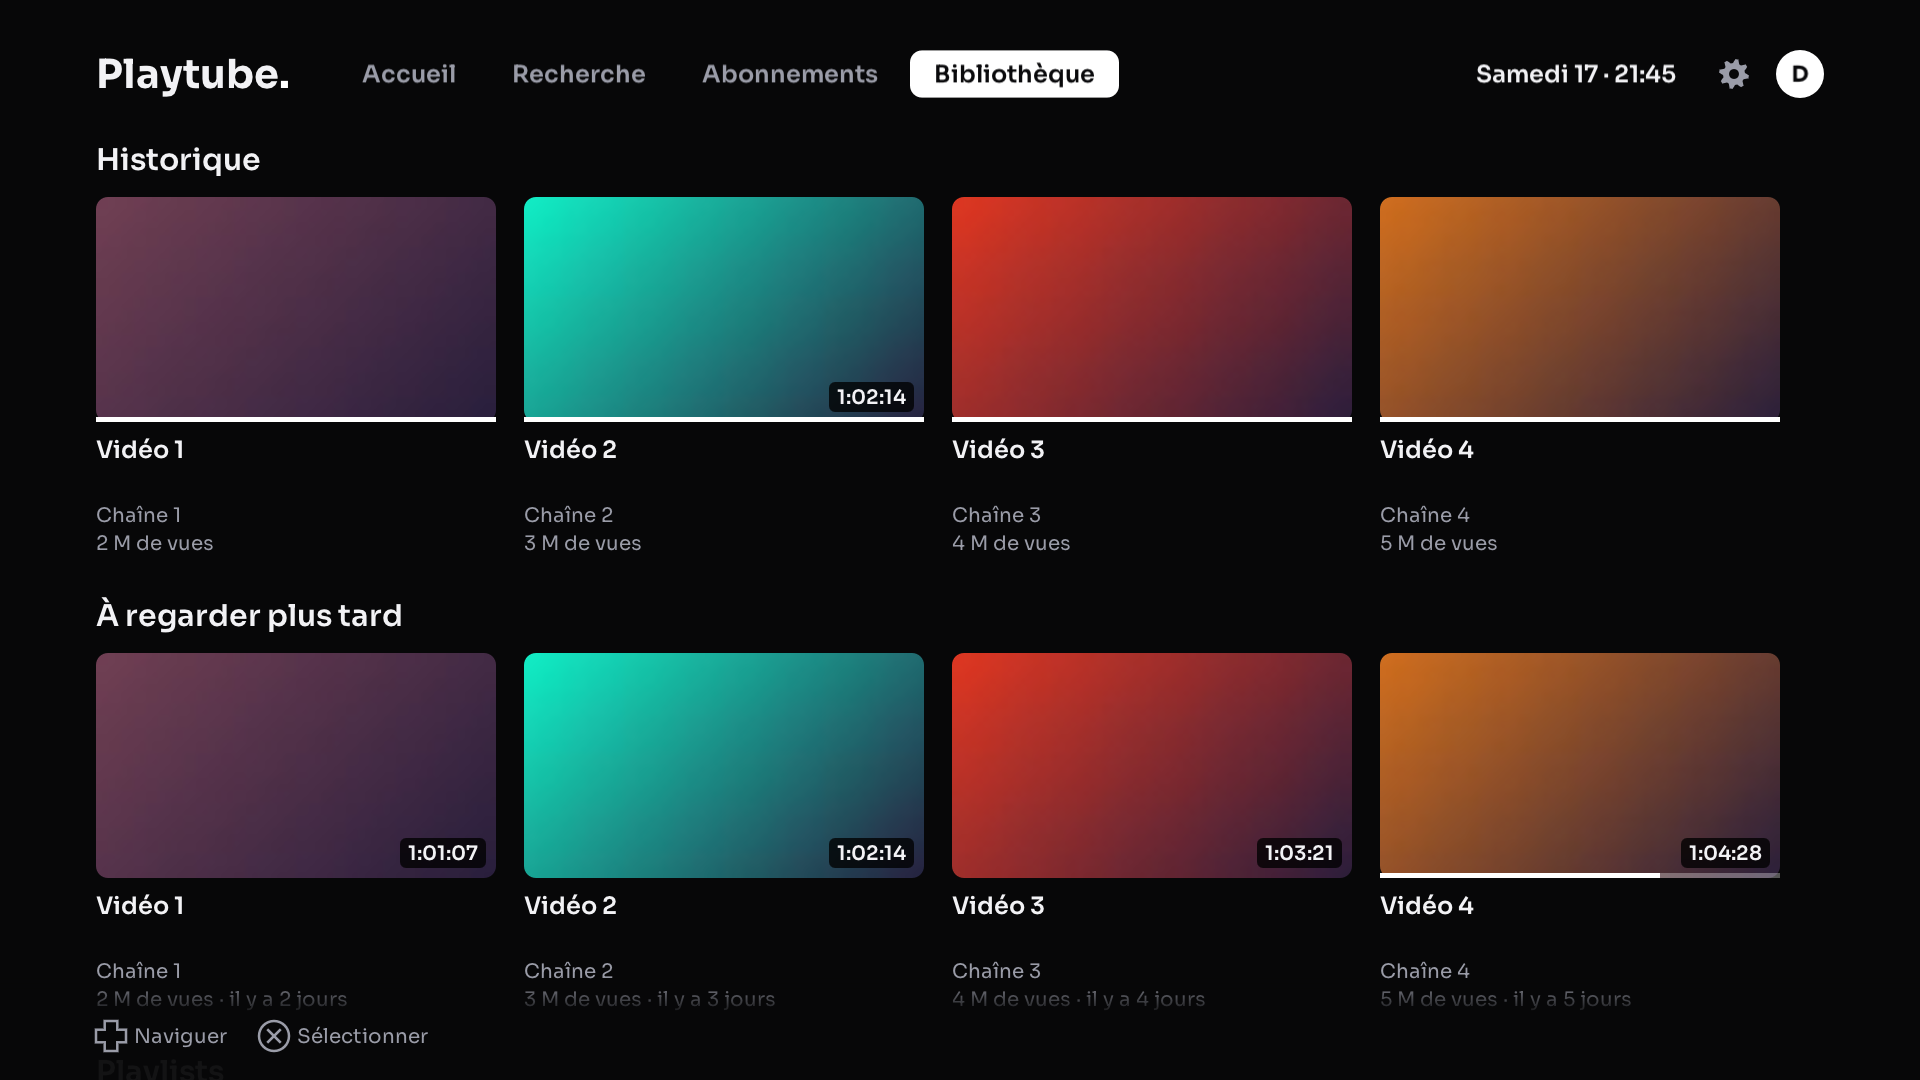 Playtube. Accueil Recherche Abonnements Bibliothèque Samedi 17 · 21:45 D
Historique
1:02:14
Vidéo 1 Vidéo 2 Vidéo 3 Vidéo 4
Chaîne 1 Chaîne 2 Chaîne 3 Chaîne 4
2 M de vues 3 M de vues 4 M de vues 5 M de vues
À regarder plus tard
1:01:07 1:02:14 1:03:21 1:04:28
Vidéo 1 Vidéo 2 Vidéo 3 Vidéo 4
Chaîne 1 Chaîne 2 Chaîne 3 Chaîne 4
2 M de vues · il y a 2 jours 3 M de vues · il y a 3 jours 4 M de vues · il y a 4 jours 5 M de vues · il y a 5 jours
Naviguer Sélectionner
Playlists